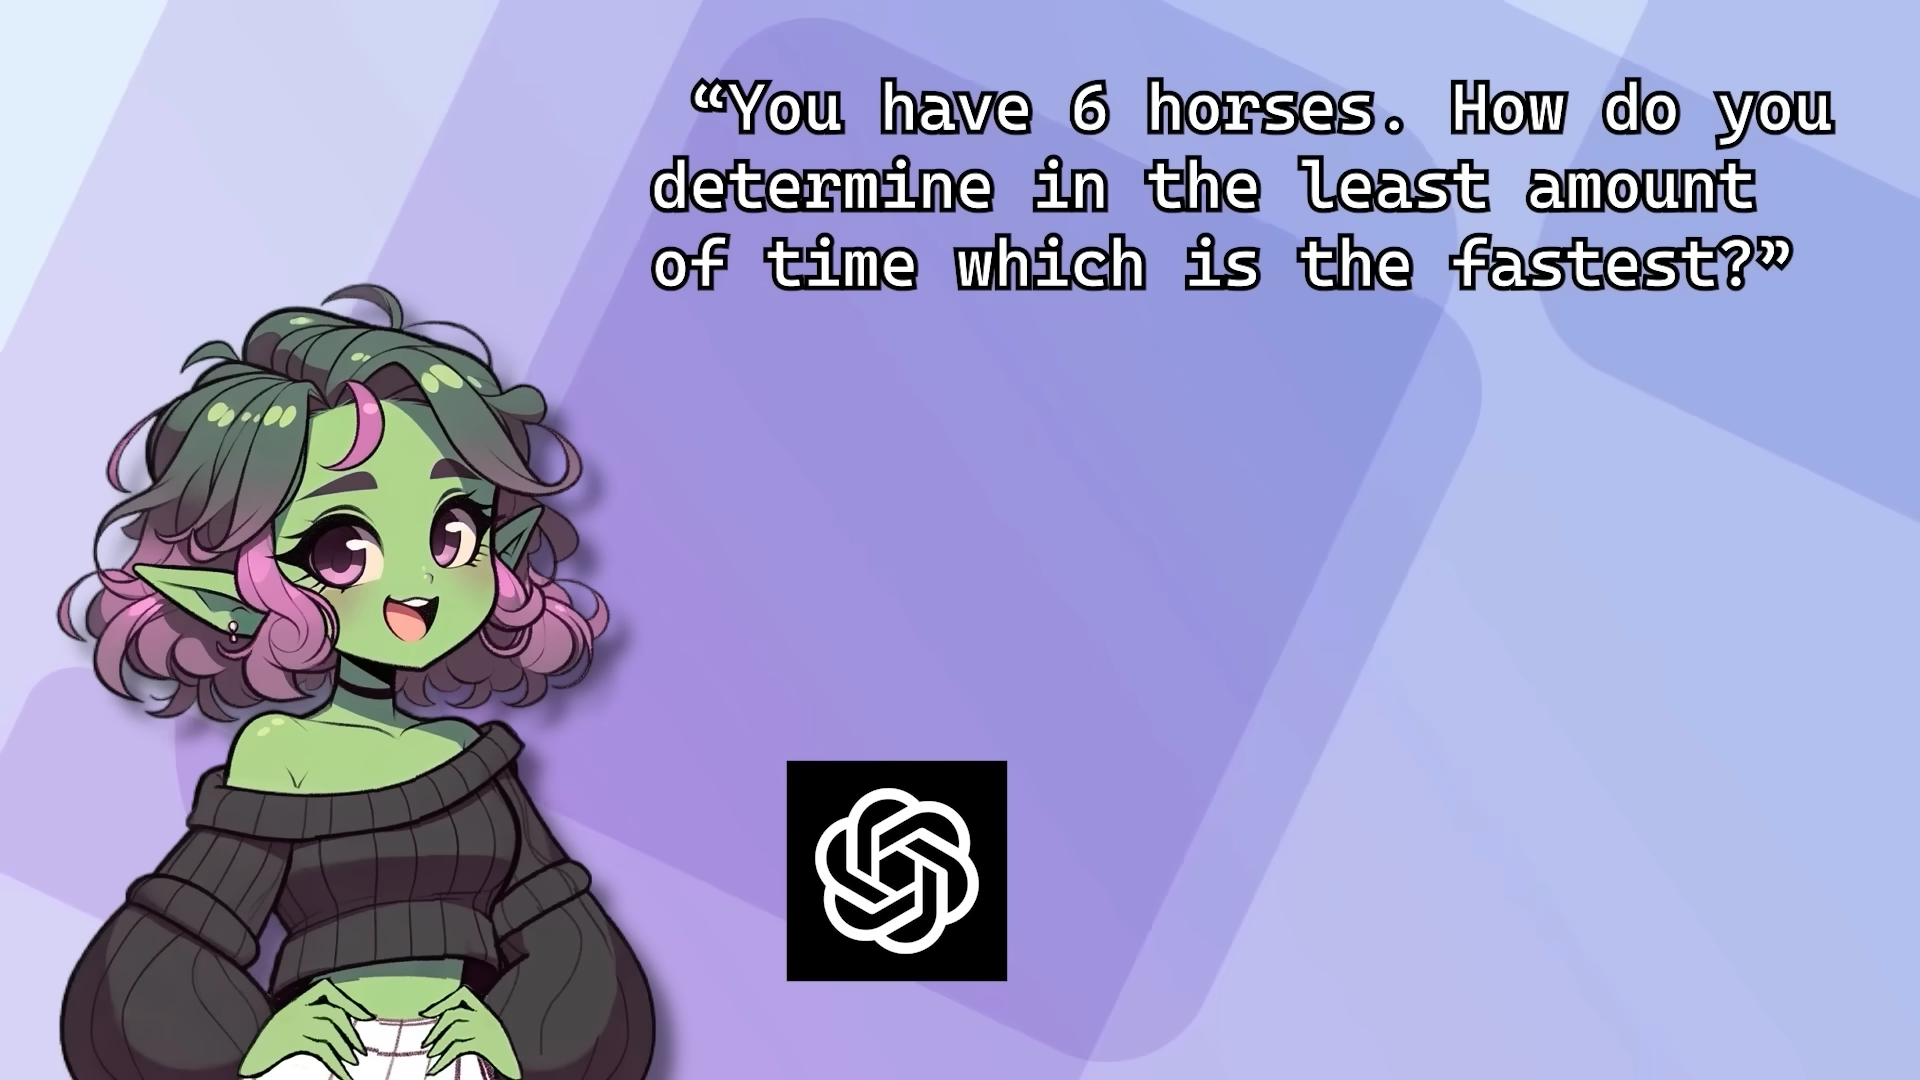 “You have 6 horses. How do you
determine in the least amount
of time which is the fastest?”